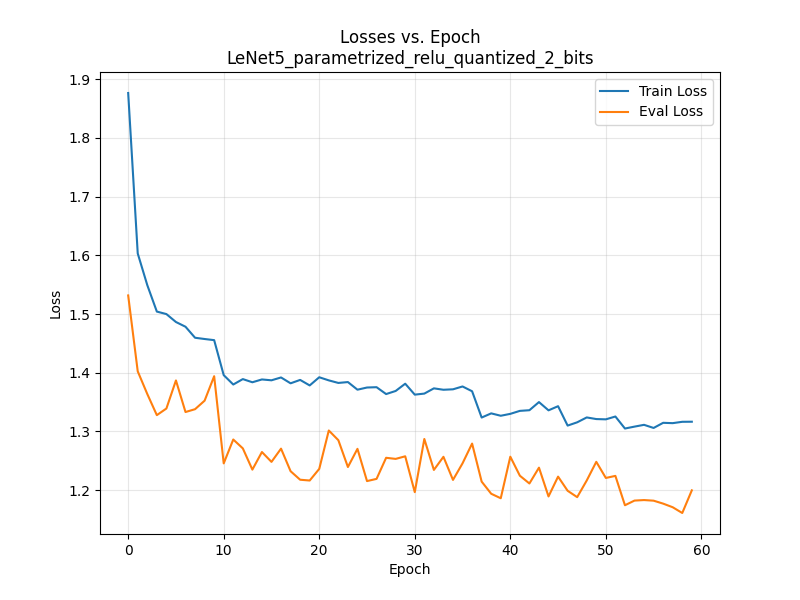 Losses vs. Epoch
LeNet5_parametrized_relu_quantized_2_bits
Train Loss
Eval Loss
1.9
1.8
1.7
1.6
1.5
1.4
1.3
1.2
Loss
0 10 20 30 40 50 60
Epoch